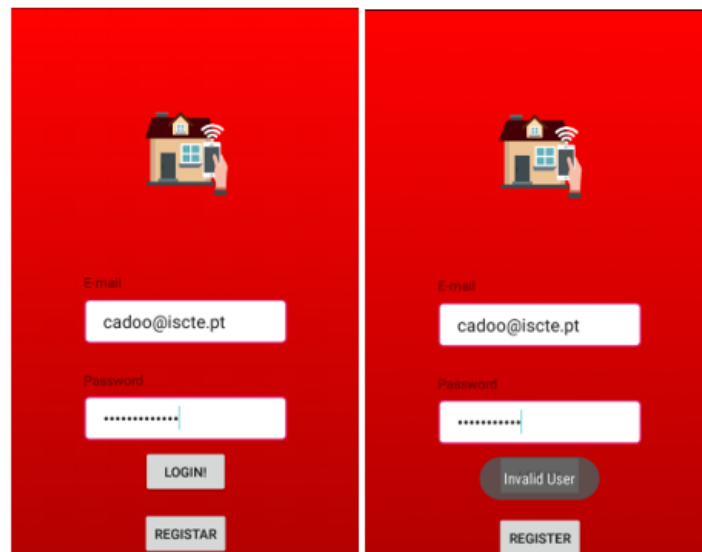 E-mail
cadoo@iscte.pt
Password
•••••••••••••
LOGIN!
REGISTAR
E-mail
cadoo@iscte.pt
Password
•••••••••••
Invalid User
REGISTER